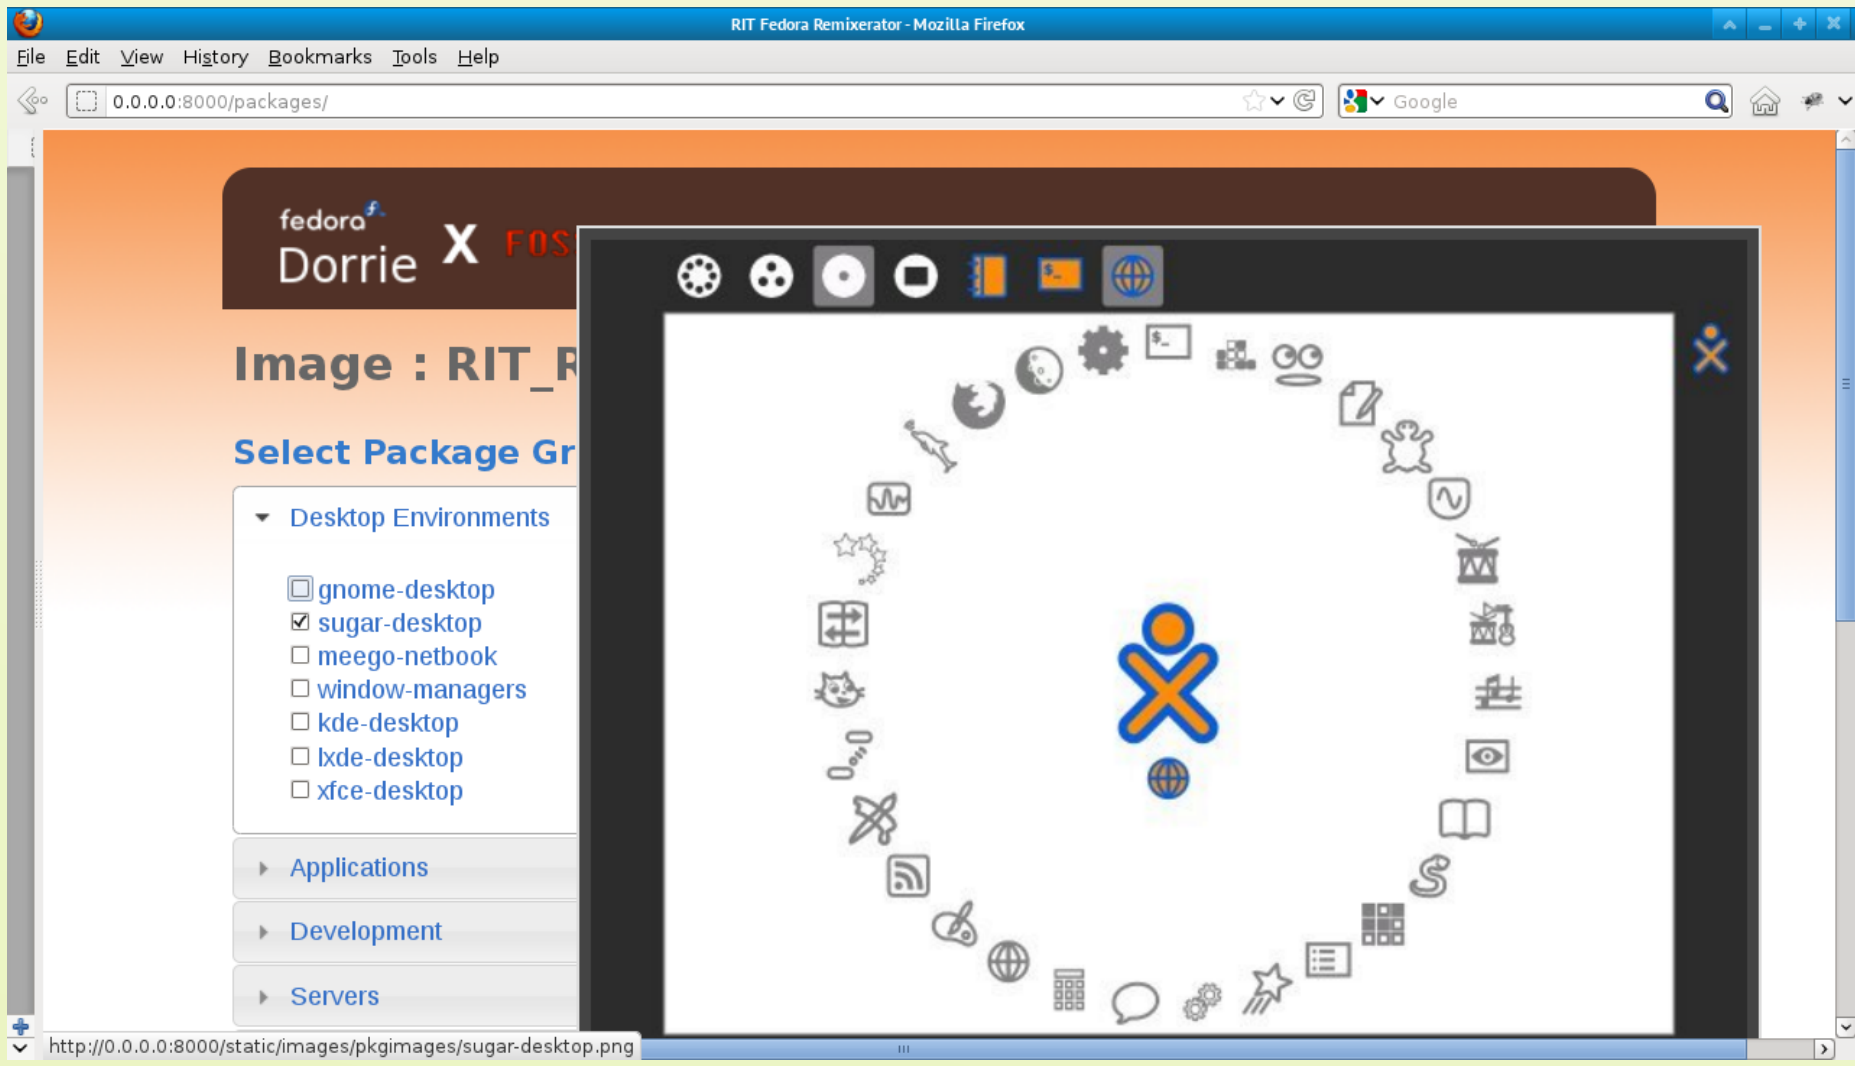 RIT Fedora Remixerator - Mozilla Firefox
File Edit View History Bookmarks Tools Help
0.0.0.0:8000/packages/ Google
fedora
Dorrie X FOS
Image : RIT_R
Select Package Gr
Desktop Environments
gnome-desktop
sugar-desktop
meego-netbook
window-managers
kde-desktop
lxde-desktop
xfce-desktop
Applications
Development
Servers
http://0.0.0.0:8000/static/images/pkgimages/sugar-desktop.png
$_
$_